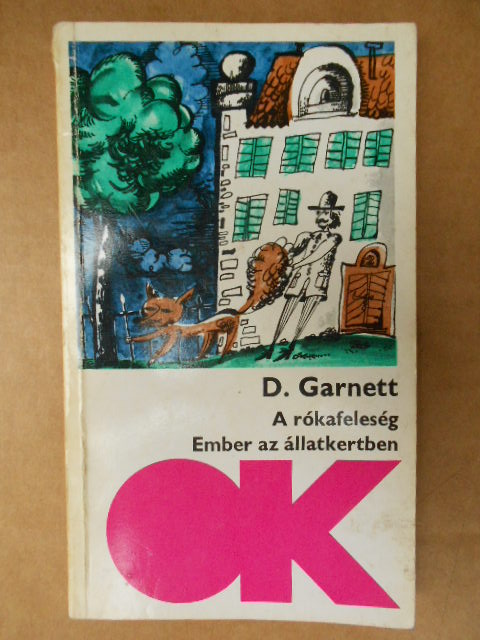 D. Garnett
A rókafeleség
Ember az állatkertben
OK